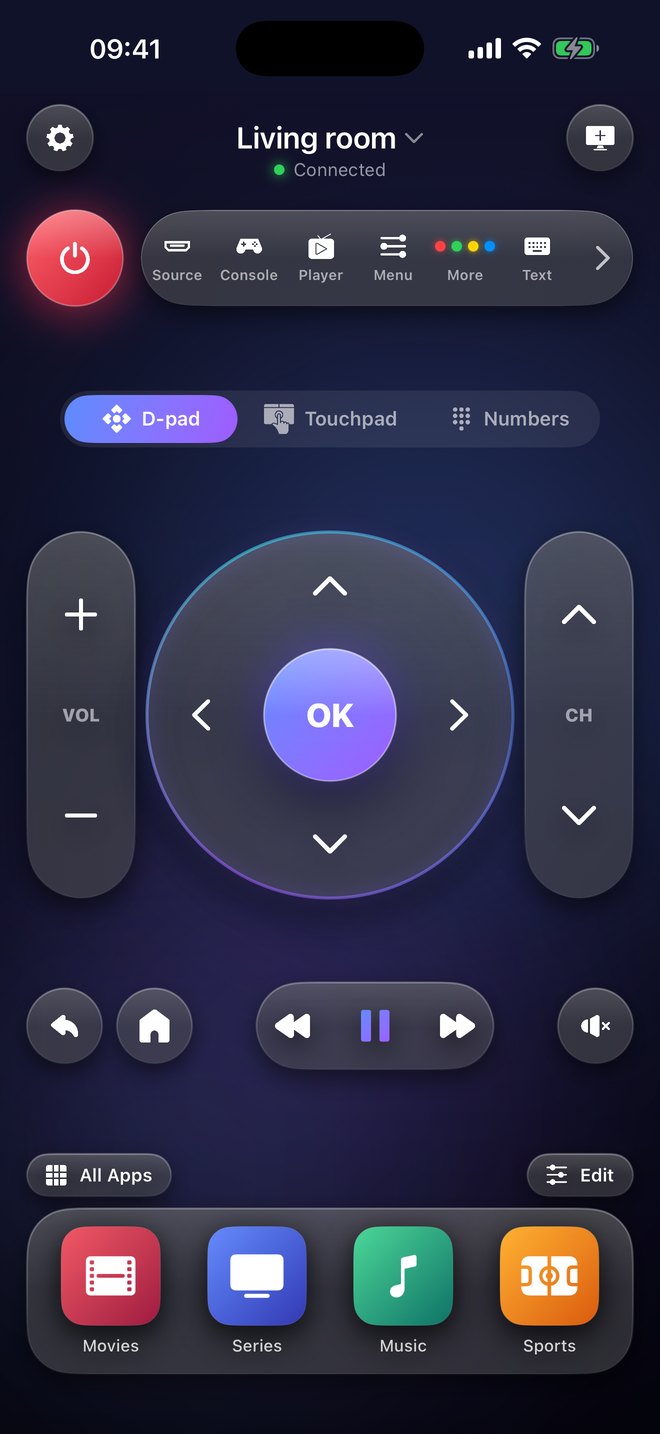 09:41
Living room
Connected
Source Console Player Menu More Text
D-pad Touchpad Numbers
VOL OK CH
All Apps Edit
Movies Series Music Sports